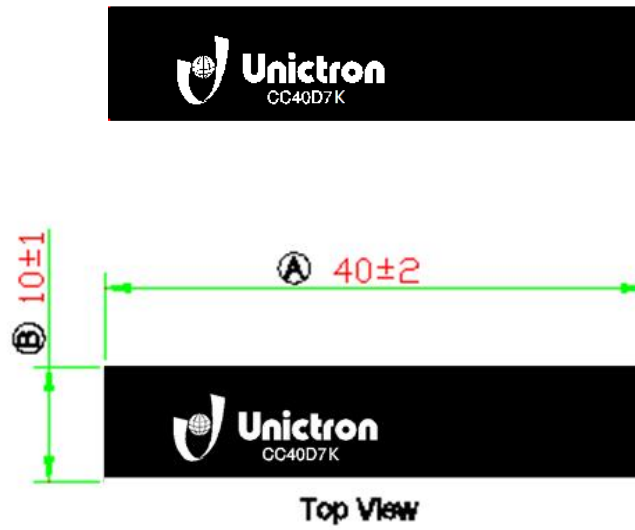 Unictron
CC40D7K
Ⓐ 40±2
Ⓑ 10±1
Unictron
CC40D7K
Top View